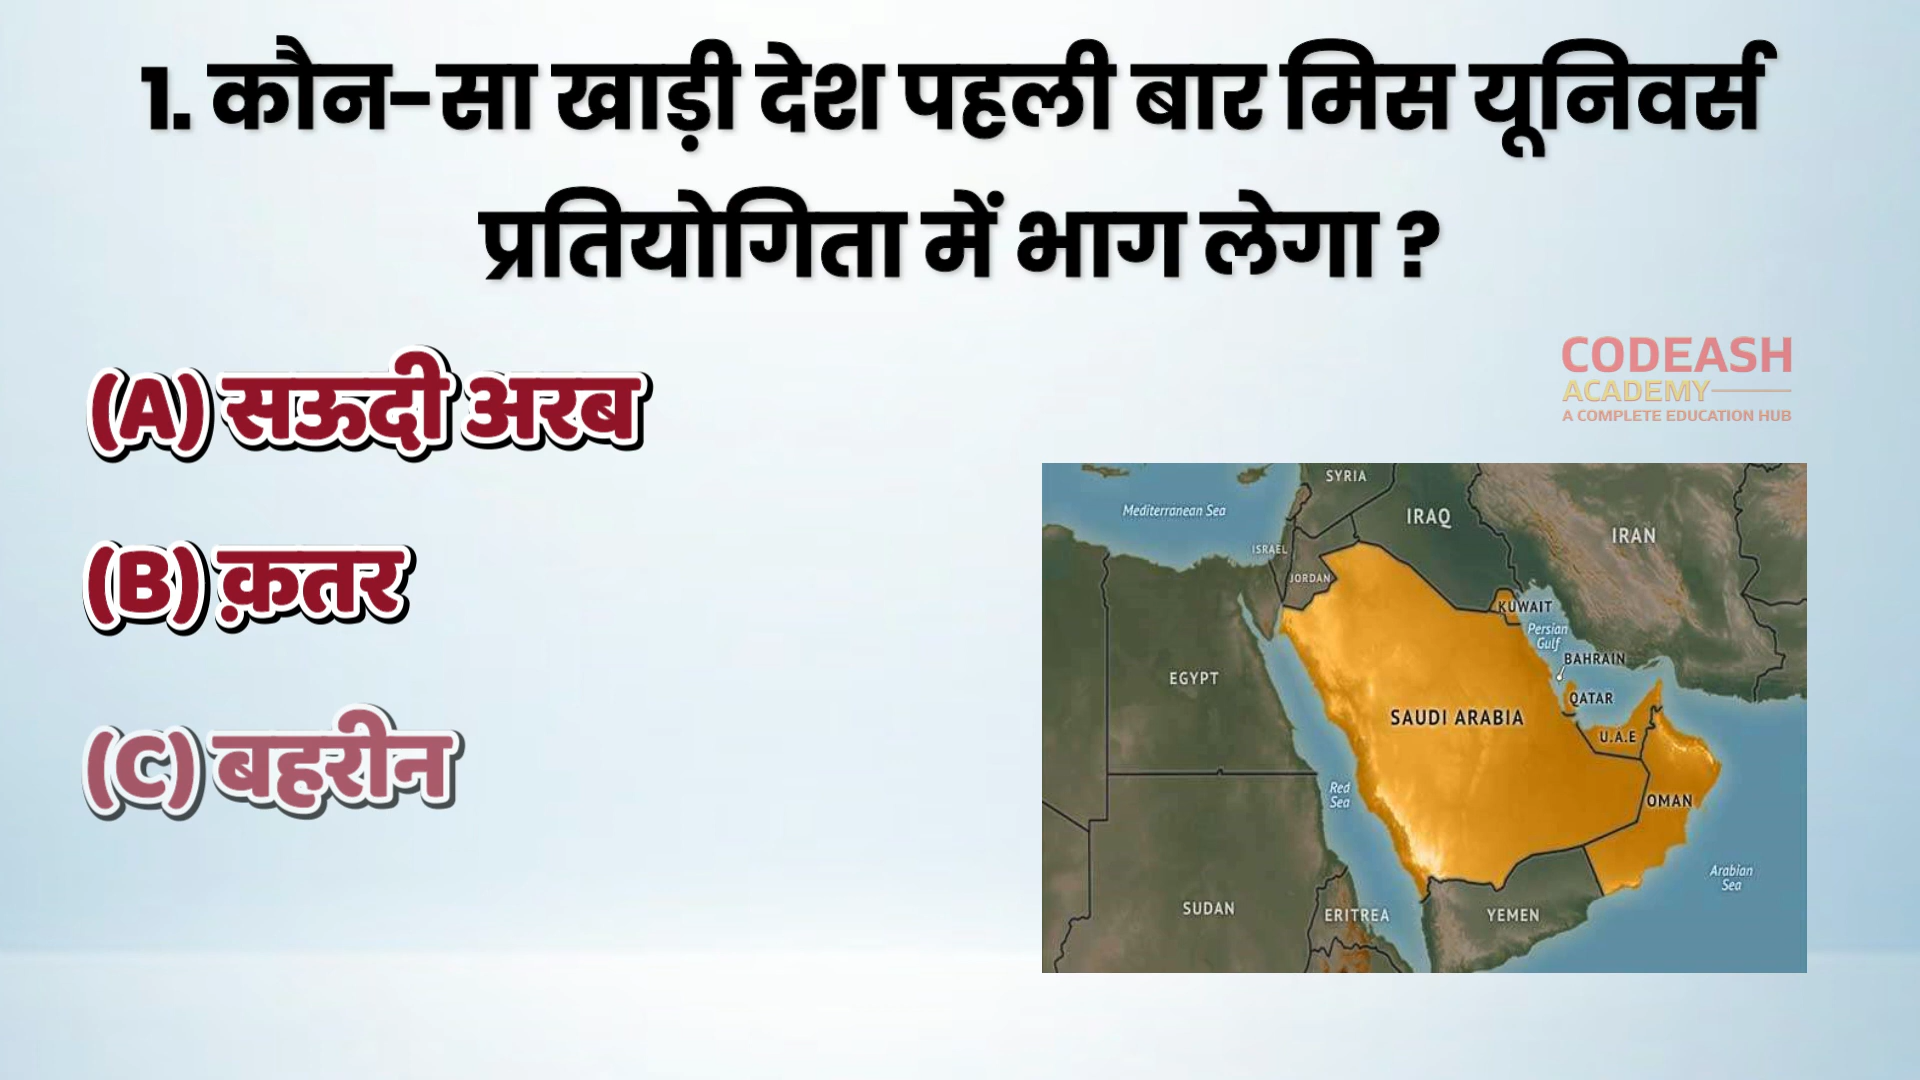 1. कौन-सा खाड़ी देश पहली बार मिस यूनिवर्स
प्रतियोगिता में भाग लेगा ?
(A) सऊदी अरब
(B) क़तर
(C) बहरीन
CODEASH
ACADEMY
A COMPLETE EDUCATION HUB
SYRIA
Mediterranean Sea
IRAQ
IRAN
ISRAEL
JORDAN
KUWAIT
Persian
Gulf
BAHRAIN
EGYPT
QATAR
SAUDI ARABIA
U.A.E
Red
Sea
OMAN
Arabian
Sea
SUDAN
ERITREA
YEMEN